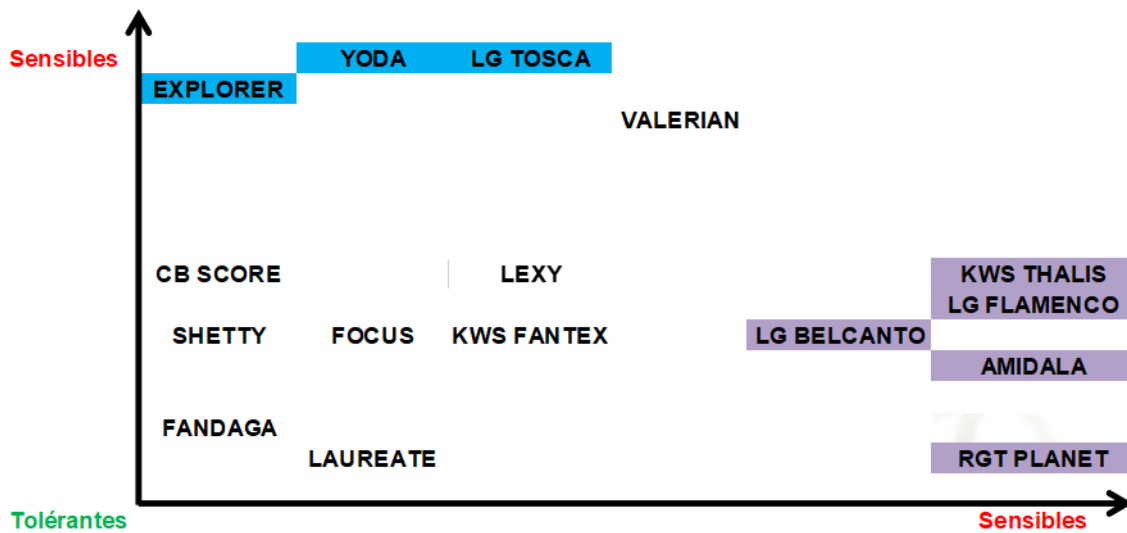 Sensibles YODA LG TOSCA
EXPLORER
VALERIAN
CB SCORE LEXY KWS THALIS
LG FLAMENCO
SHETTY FOCUS KWS FANTEX LG BELCANTO
AMIDALA
FANDAGA
LAUREATE RGT PLANET
Tolérantes Sensibles